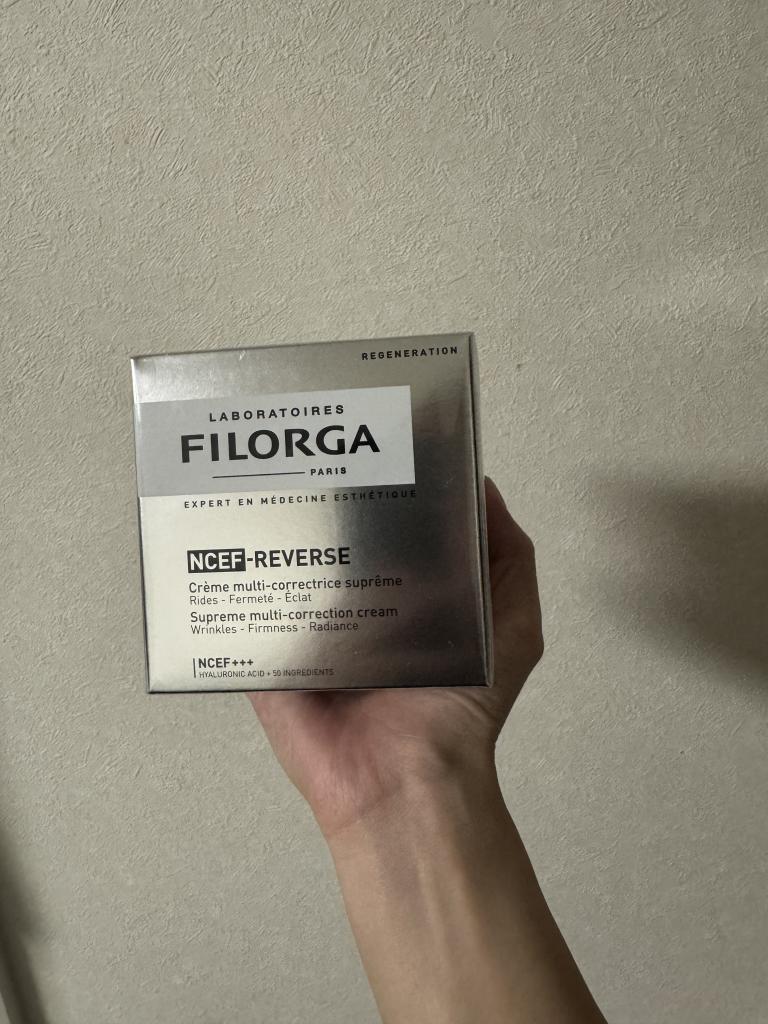 REGENERATION
LABORATOIRES
FILORGA
PARIS
EXPERT EN MÉDECINE ESTHÉTIQUE
NCEF-REVERSE
Crème multi-correctrice suprême
Rides - Fermeté - Éclat
Supreme multi-correction cream
Wrinkles - Firmness - Radiance
NCEF+++
HYALURONIC ACID + 50 INGREDIENTS